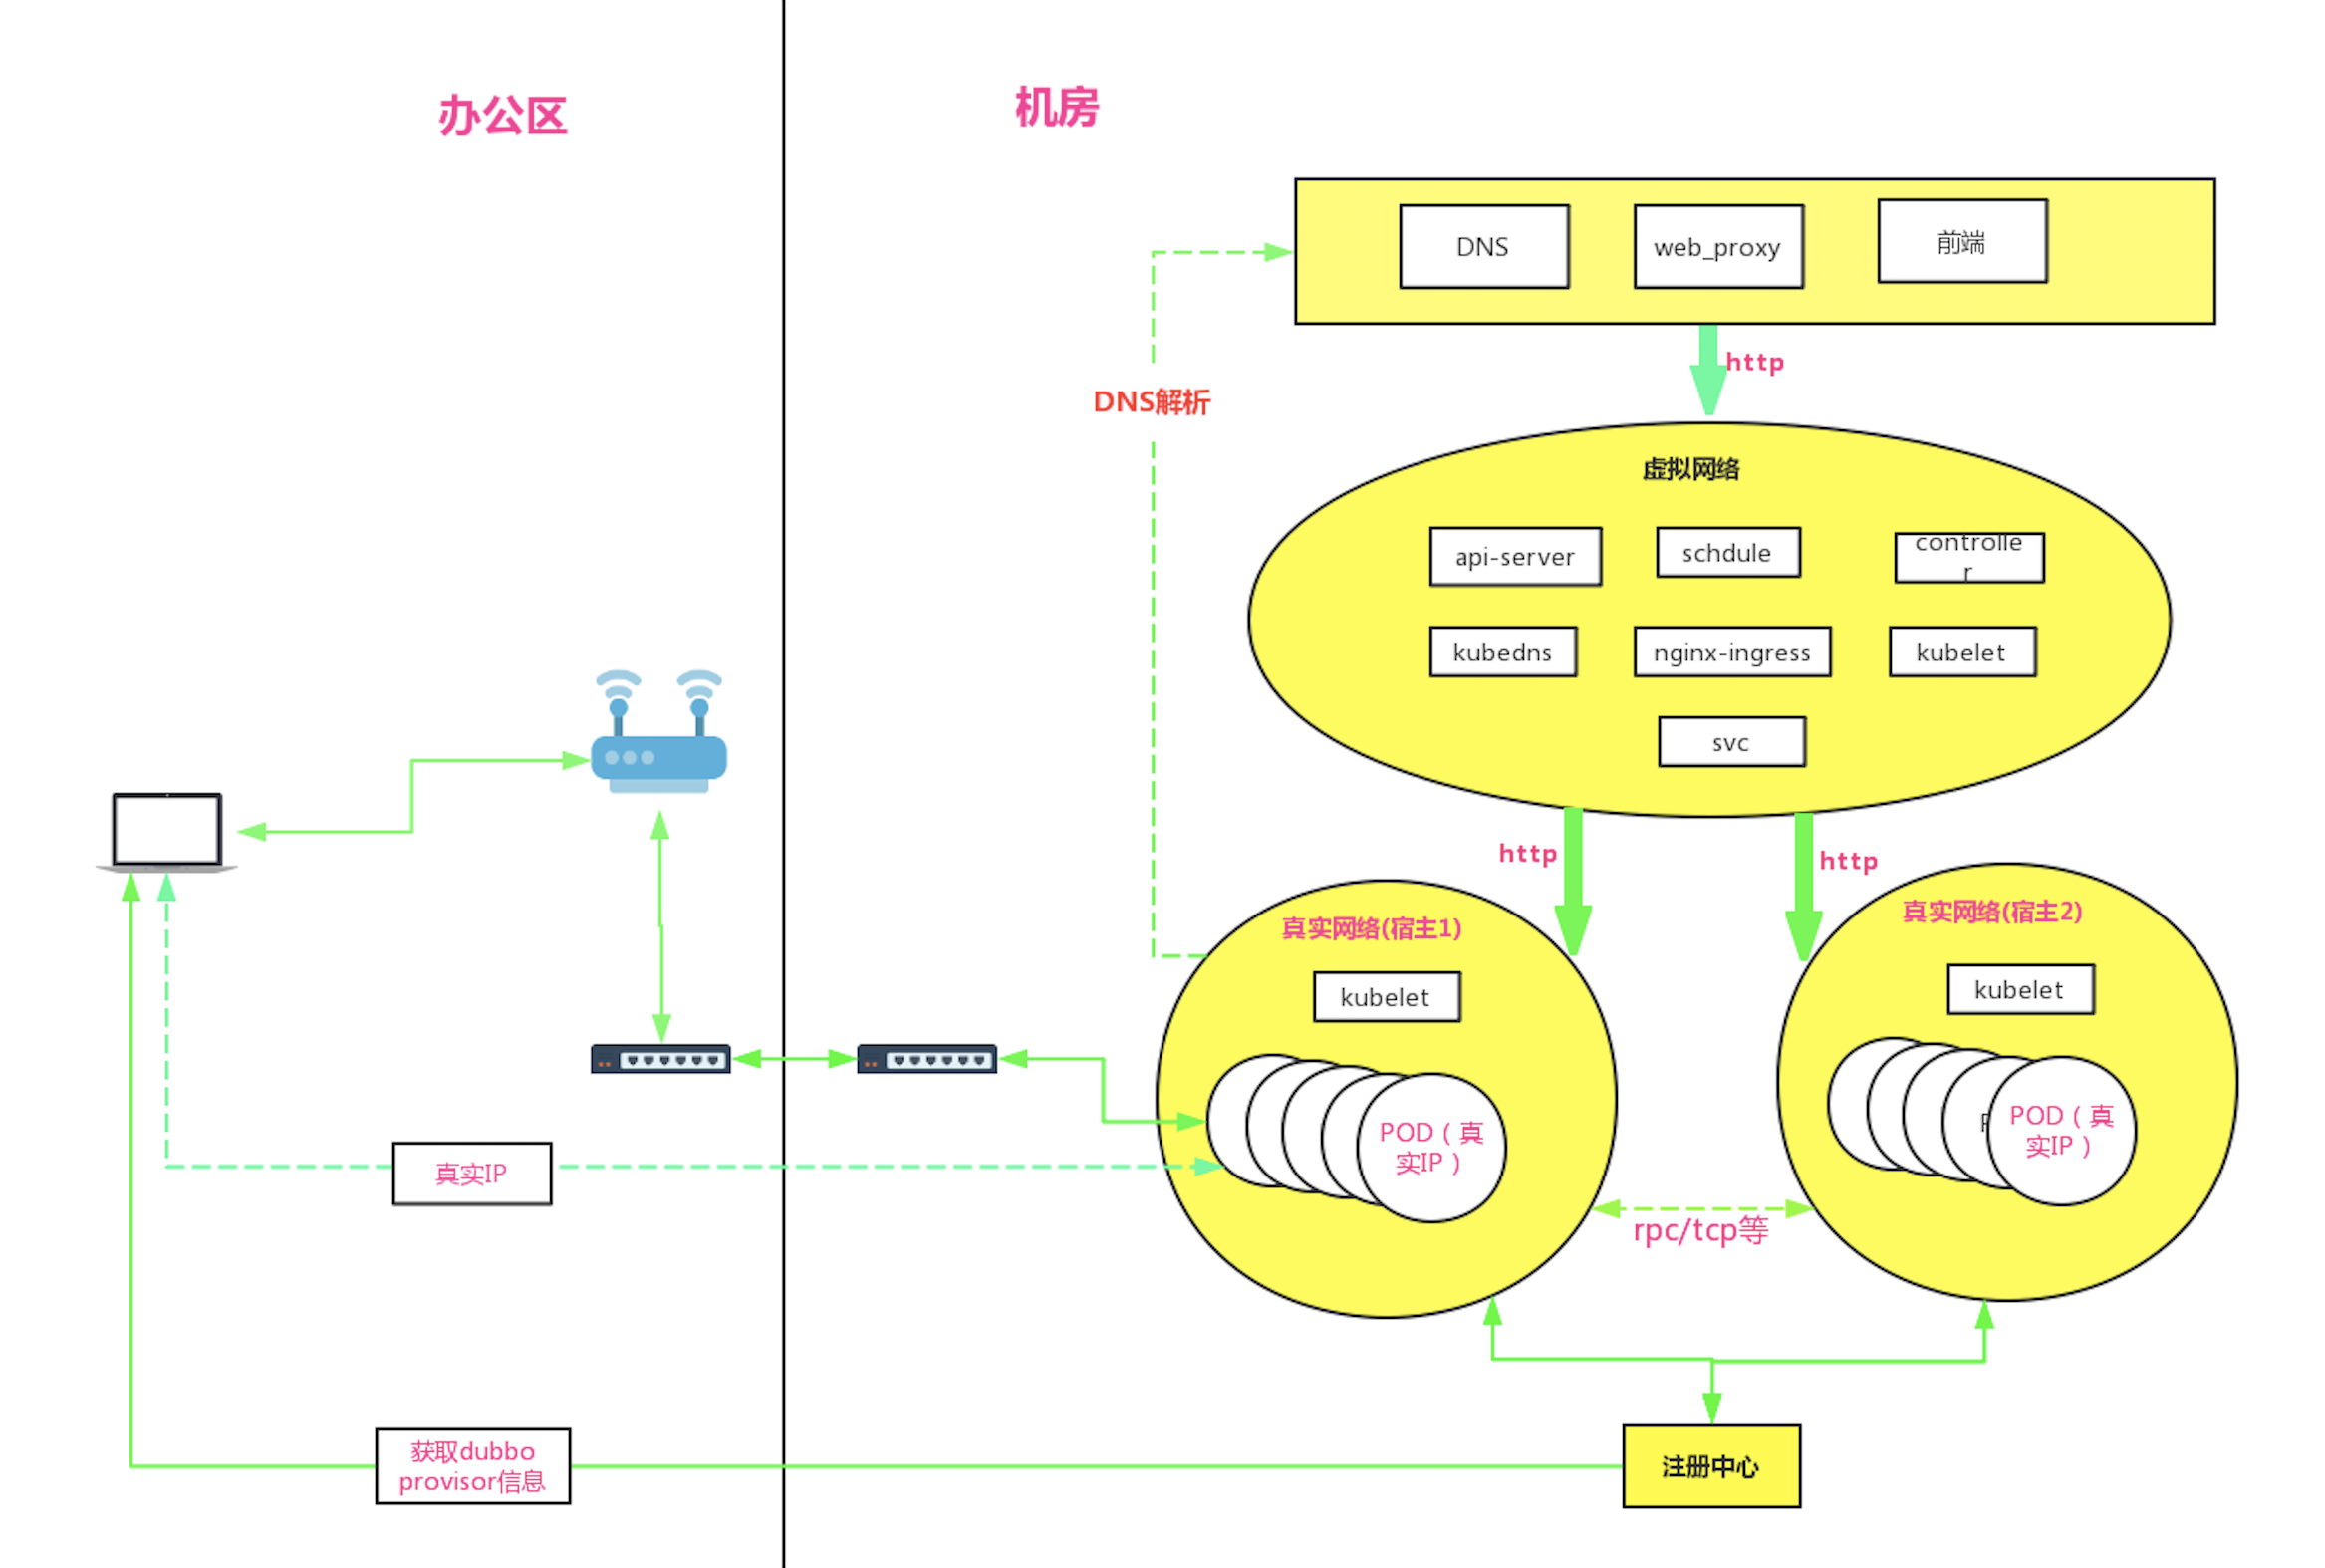 办公区
机房
DNS
web_proxy
前端
http
DNS解析
虚拟网络
api-server
schdule
controlle
r
kubedns
nginx-ingress
kubelet
svc
http
http
真实网络(宿主1)
真实网络(宿主2)
kubelet
kubelet
POD（真
实IP）
POD（真
实IP）
真实IP
rpc/tcp等
获取dubbo
provisor信息
注册中心